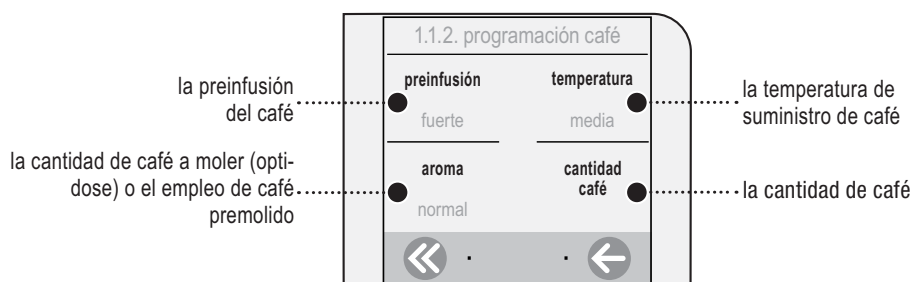 1.1.2. programación café
la preinfusión
del café
preinfusión
fuerte
temperatura
media
la temperatura de
suministro de café
la cantidad de café a moler (opti-
dose) o el empleo de café
premolido
aroma
normal
cantidad
café
la cantidad de café